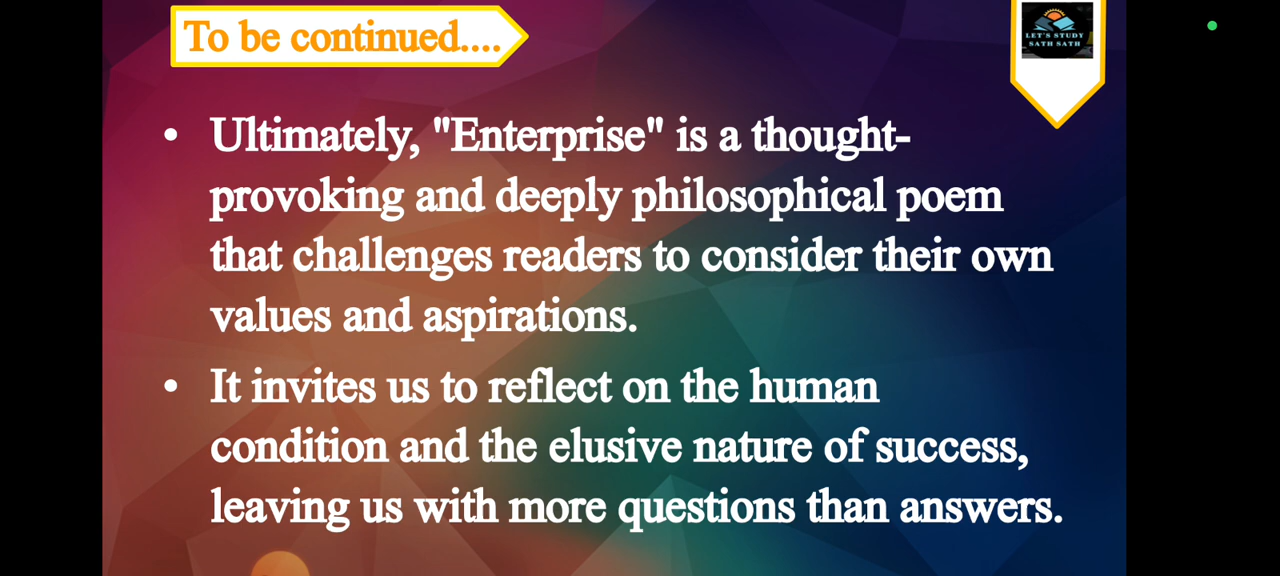 To be continued....
LET'S STUDY
SATH SATH
• Ultimately, "Enterprise" is a thought-
provoking and deeply philosophical poem
that challenges readers to consider their own
values and aspirations.
• It invites us to reflect on the human
condition and the elusive nature of success,
leaving us with more questions than answers.